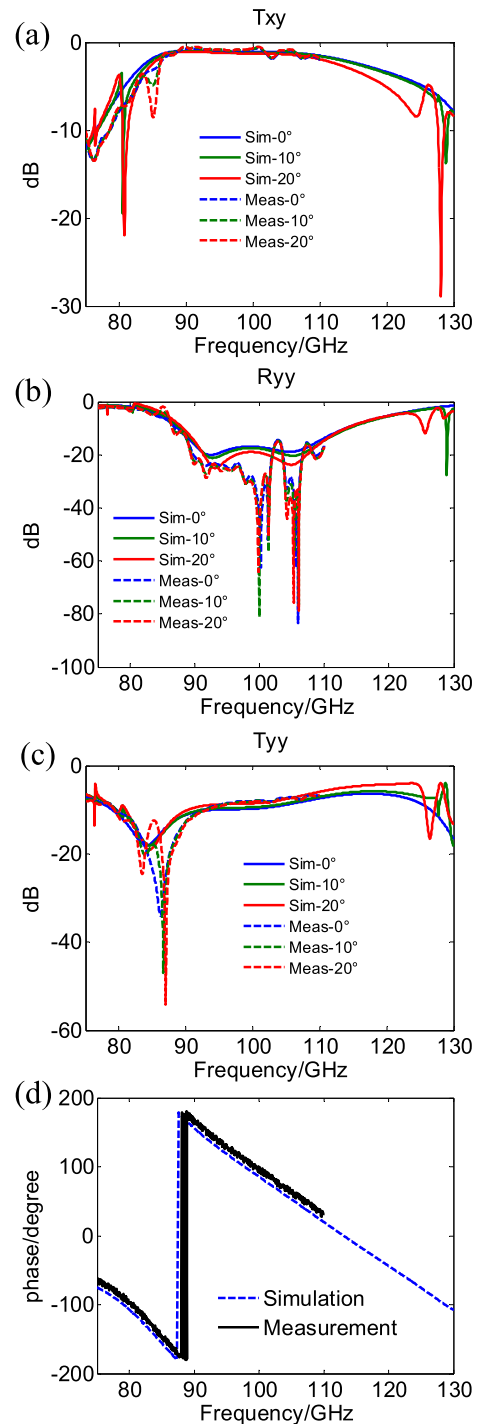 (a)
Txy
0
-10
-20
-30
dB
80 90 100 110 120 130
Frequency/GHz
Sim-0°
Sim-10°
Sim-20°
Meas-0°
Meas-10°
Meas-20°
(b)
Ryy
0
-20
-40
-60
-80
-100
dB
80 90 100 110 120 130
Frequency/GHz
Sim-0°
Sim-10°
Sim-20°
Meas-0°
Meas-10°
Meas-20°
(c)
Tyy
0
-20
-40
-60
dB
80 90 100 110 120 130
Frequency/GHz
Sim-0°
Sim-10°
Sim-20°
Meas-0°
Meas-10°
Meas-20°
(d)
200
100
0
-100
-200
phase/degree
80 90 100 110 120 130
Frequency/GHz
Simulation
Measurement